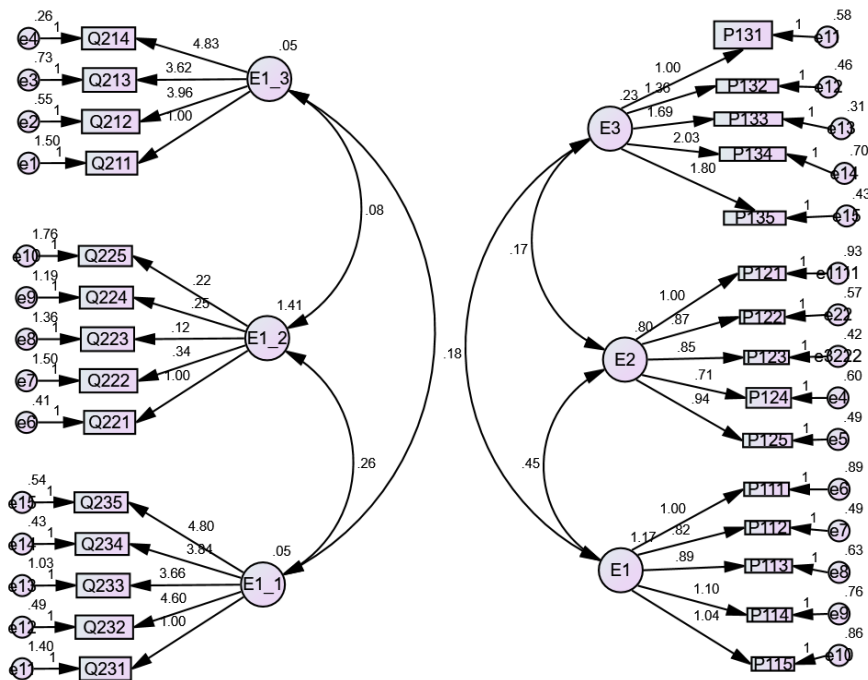 .26
e4 1 Q214
4.83
.05
.73
e3 1 Q213
3.62
E1_3
.55
e2 1 Q212
3.96
1.50
e1 1 Q211
1.00
.08
1.76
e10 1 Q225
.22
1.19
e9 1 Q224
.25
1.41
1.36
e8 1 Q223
.12
E1_2
1.50
e7 1 Q222
.34
.41
e6 1 Q221
1.00
.26
.54
e15 1 Q235
4.80
.43
e14 1 Q234
3.84
.05
1.03
e13 1 Q233
3.66
E1_1
.49
e12 1 Q232
4.60
1.40
e11 1 Q231
1.00
.18
.58
P131 1 e11
1.00
.46
1.36
P132 1 e12
.23
E3
.31
1.69
P133 1 e13
.70
2.03
P134 1 e14
.43
1.80
P135 1 e15
.17
.93
P121 1 e1111
1.00
.57
.80
.87
P122 1 e22
E2
.42
.85
P123 1 e3222
.60
.71
P124 1 e4
.49
.94
P125 1 e5
.45
.89
P111 1 e6
1.00
.49
1.17
.82
P112 1 e7
E1
.63
.89
P113 1 e8
.76
1.10
P114 1 e9
.86
1.04
P115 1 e10